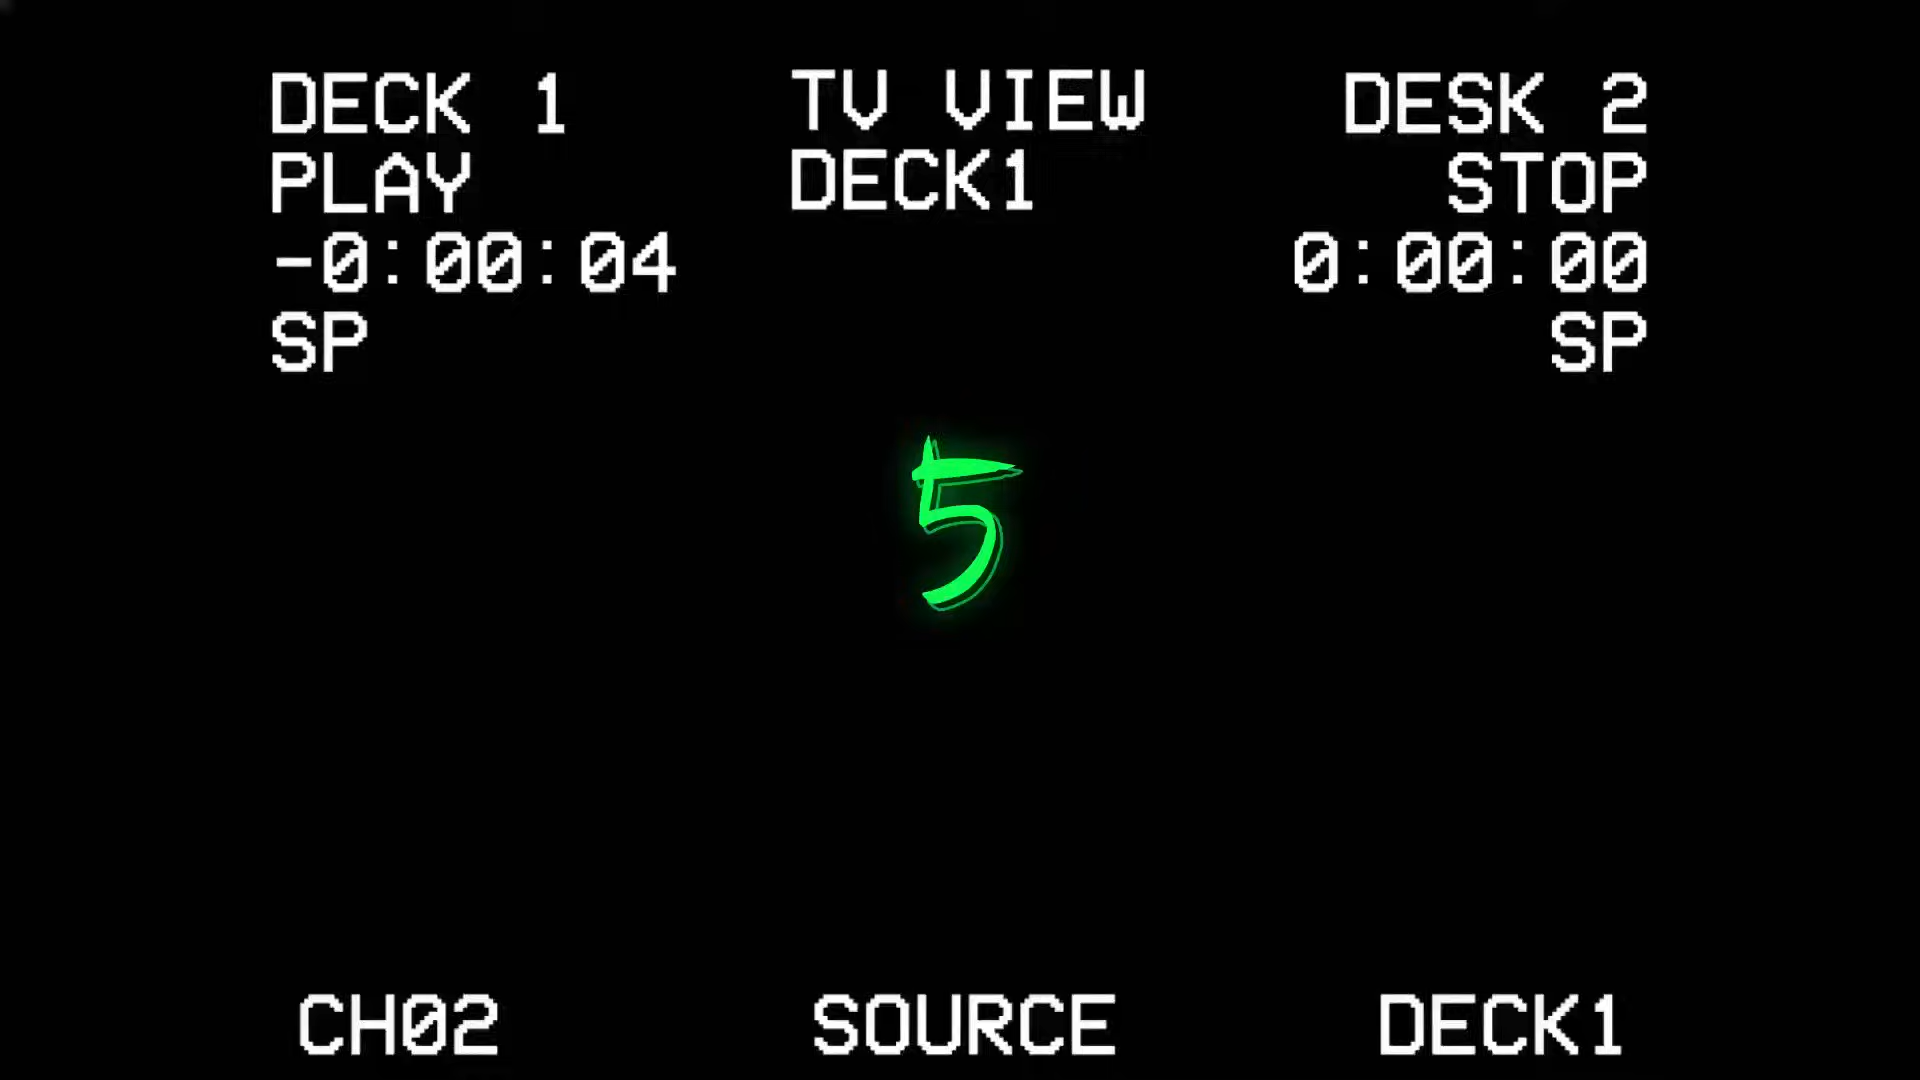 DECK 1
PLAY
-0:00:04
SP
TV VIEW
DECK1
DESK 2
STOP
0:00:00
SP
5
CH02
SOURCE
DECK1